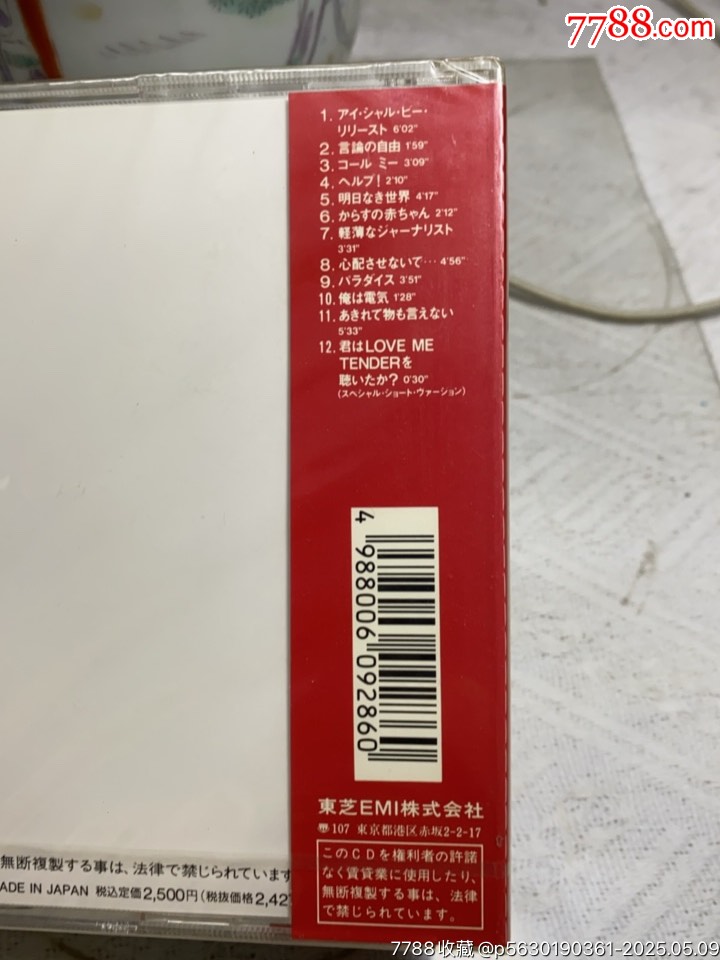 7788.com
1. アイ・シャル・ビー・
リリースト 6'02"
2. 言論の自由 1'59"
3. コール ミー 3'09"
4. ヘルプ! 2'10"
5. 明日なき世界 4'17"
6. からすの赤ちゃん 2'12"
7. 軽薄なジャーナリスト
3'31"
8. 心配させないで… 4'56"
9. パラダイス 3'51"
10. 俺は電気 1'28"
11. あきれて物も言えない
5'33"
12. 君はLOVE ME
TENDERを
聴いたか? 0'30"
(スペシャル・ショート・ヴァージョン)
4 988006 092860
東芝EMI株式会社
〠107 東京都港区赤坂2-2-17
このCDを権利者の許諾
なく賃貸業に使用したり、
無断複製する事は、法律
で禁じられています。
無断複製する事は、法律で禁じられています
ADE IN JAPAN 税込定価2,500円(税抜価格2,427
7788收藏@p5630190361-2025.05.09